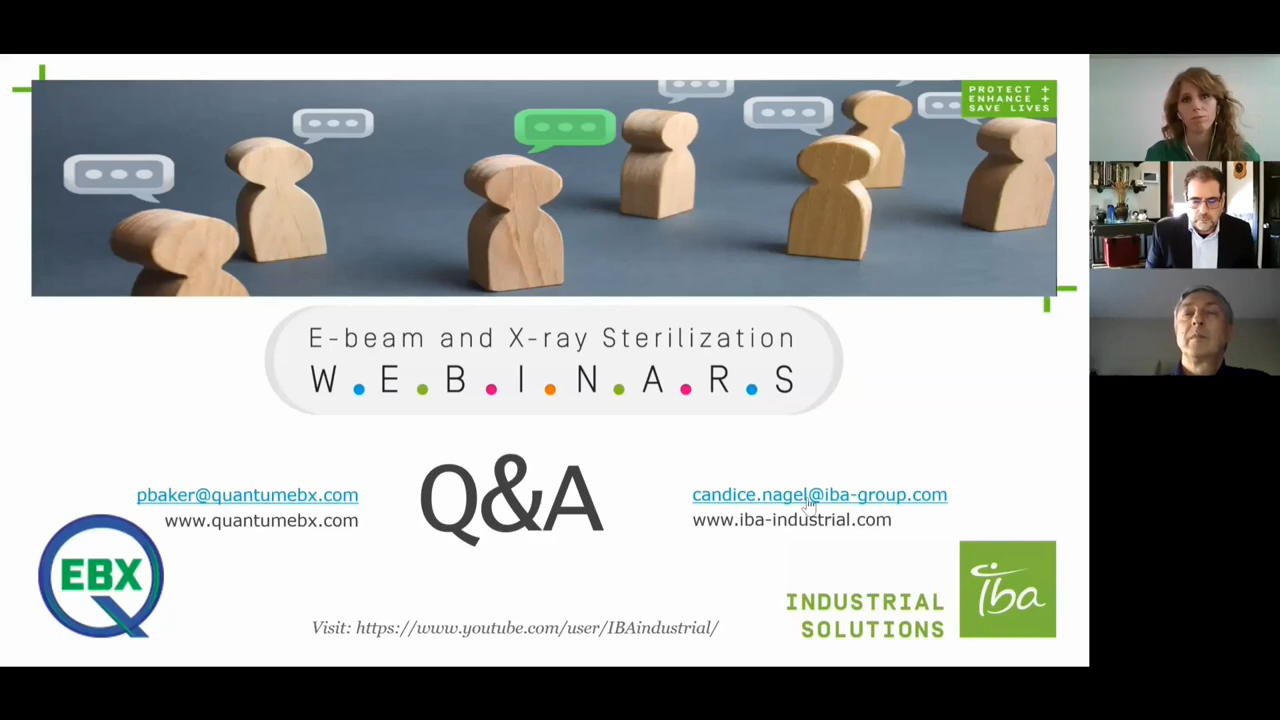 PROTECT +
ENHANCE +
SAVE LIVES
E-beam and X-ray Sterilization
W.E.B.I.N.A.R.S
Q&A
pbaker@quantumebx.com
www.quantumebx.com
candice.nagel@iba-group.com
www.iba-industrial.com
EBX
INDUSTRIAL
SOLUTIONS
iba
Visit: https://www.youtube.com/user/IBAindustrial/